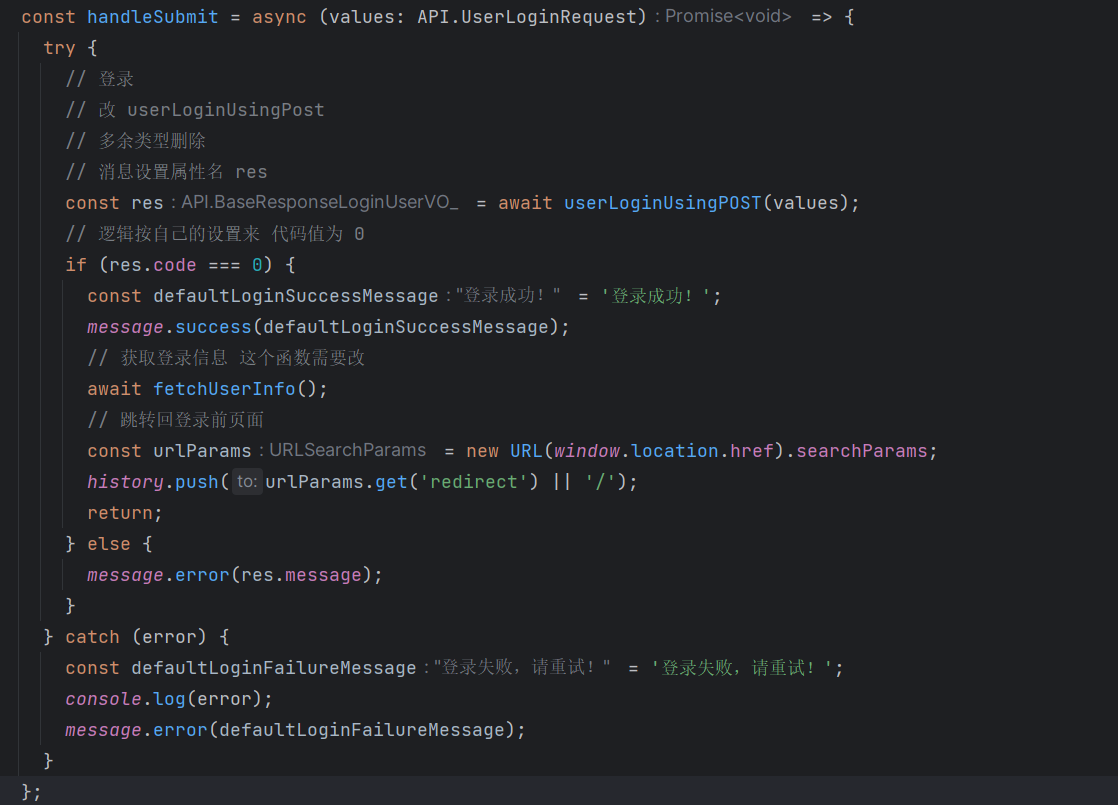 const handleSubmit = async (values: API.UserLoginRequest) : Promise<void> => {
try {
// 登录
// 改 userLoginUsingPost
// 多余类型删除
// 消息设置属性名 res
const res : API.BaseResponseLoginUserVO_ = await userLoginUsingPOST(values);
// 逻辑按自己的设置来 代码值为 0
if (res.code === 0) {
const defaultLoginSuccessMessage : "登录成功！" = '登录成功！';
message.success(defaultLoginSuccessMessage);
// 获取登录信息 这个函数需要改
await fetchUserInfo();
// 跳转回登录前页面
const urlParams : URLSearchParams = new URL(window.location.href).searchParams;
history.push( to: urlParams.get('redirect') || '/');
return;
} else {
message.error(res.message);
}
} catch (error) {
const defaultLoginFailureMessage : "登录失败，请重试！" = '登录失败，请重试！';
console.log(error);
message.error(defaultLoginFailureMessage);
}
};